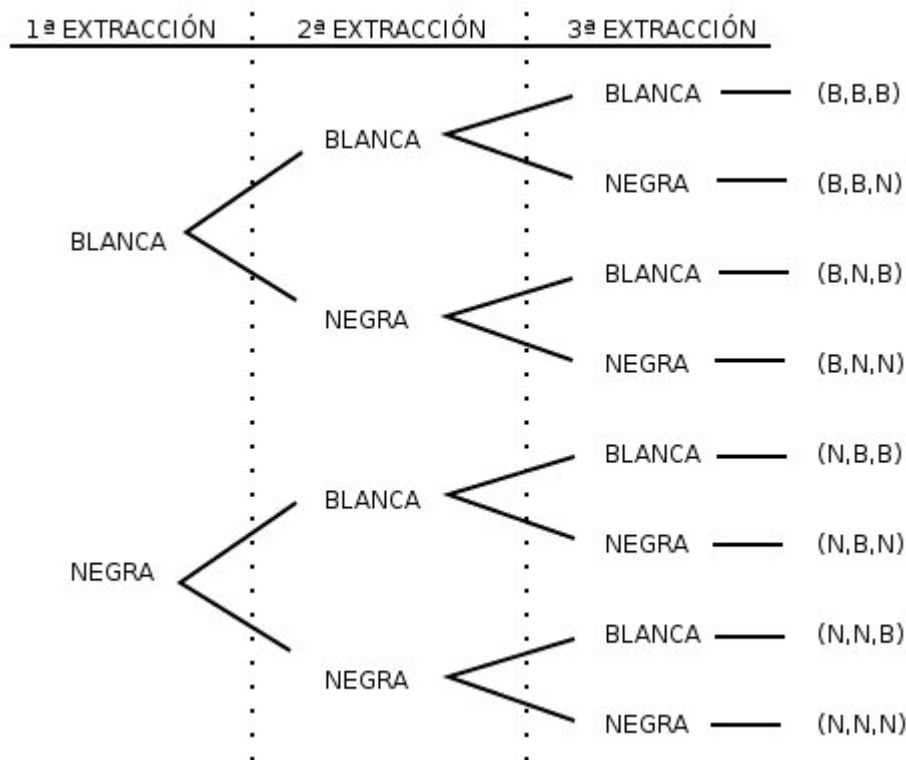 1ª EXTRACCIÓN 2ª EXTRACCIÓN 3ª EXTRACCIÓN
BLANCA (B,B,B)
BLANCA
NEGRA (B,B,N)
BLANCA
BLANCA (B,N,B)
NEGRA
NEGRA (B,N,N)
BLANCA (N,B,B)
BLANCA
NEGRA (N,B,N)
NEGRA
BLANCA (N,N,B)
NEGRA
NEGRA (N,N,N)